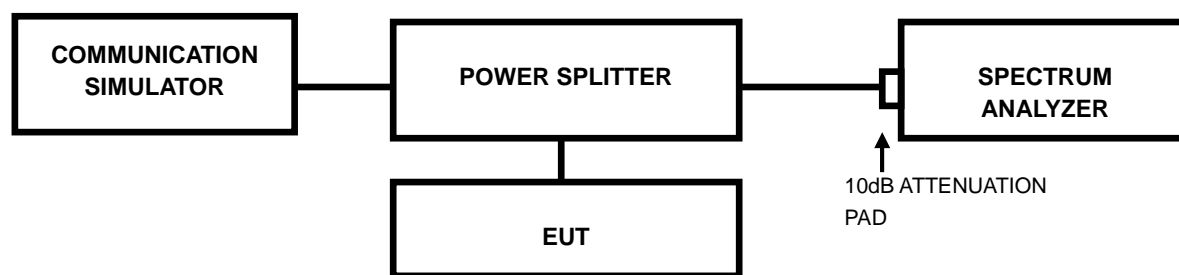 COMMUNICATION
SIMULATOR
POWER SPLITTER
SPECTRUM
ANALYZER
10dB ATTENUATION
PAD
EUT